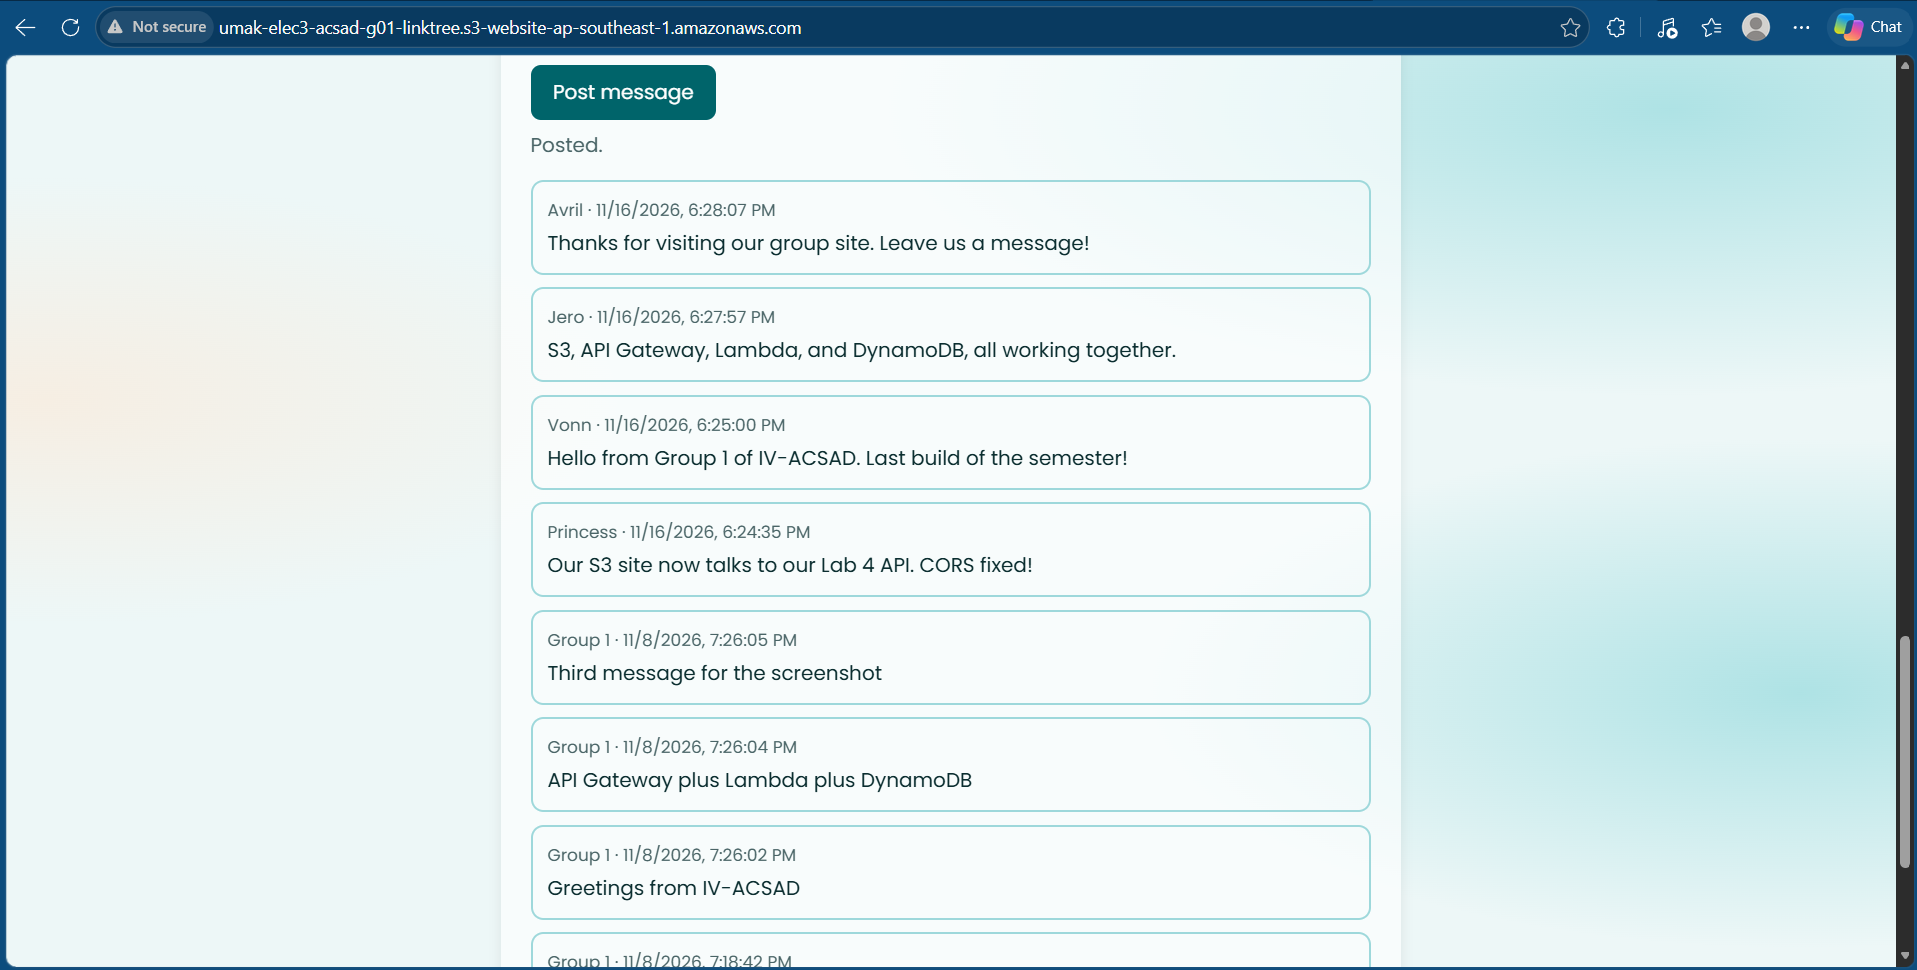 Not secure
umak-elec3-acsad-g01-linktree.s3-website-ap-southeast-1.amazonaws.com
Chat
Post message
Posted.
Avril · 11/16/2026, 6:28:07 PM
Thanks for visiting our group site. Leave us a message!
Jero · 11/16/2026, 6:27:57 PM
S3, API Gateway, Lambda, and DynamoDB, all working together.
Vonn · 11/16/2026, 6:25:00 PM
Hello from Group 1 of IV-ACSAD. Last build of the semester!
Princess · 11/16/2026, 6:24:35 PM
Our S3 site now talks to our Lab 4 API. CORS fixed!
Group 1 · 11/8/2026, 7:26:05 PM
Third message for the screenshot
Group 1 · 11/8/2026, 7:26:04 PM
API Gateway plus Lambda plus DynamoDB
Group 1 · 11/8/2026, 7:26:02 PM
Greetings from IV-ACSAD
Group 1 · 11/8/2026, 7:18:42 PM